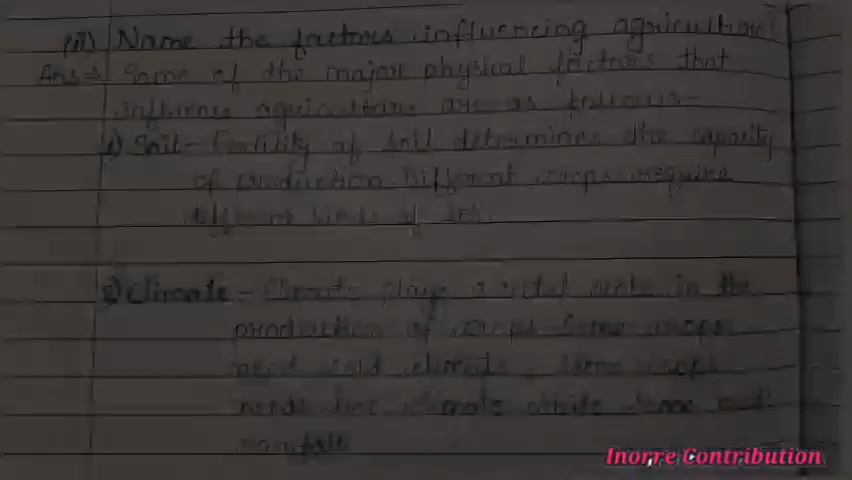 (ii) Name the factors influencing agriculture?
Ans⇒ Some of the major physical factors that
influence agriculture are as follows-
1) Soil- Fertility of soil determines the capacity
of production. Different crops require
different kinds of soil.
2) Climate- Climate plays a vital role in the
production of crops. Some crops
need cold climate. Some crops
needs hot climate while some
rainfall
Inorre Contribution